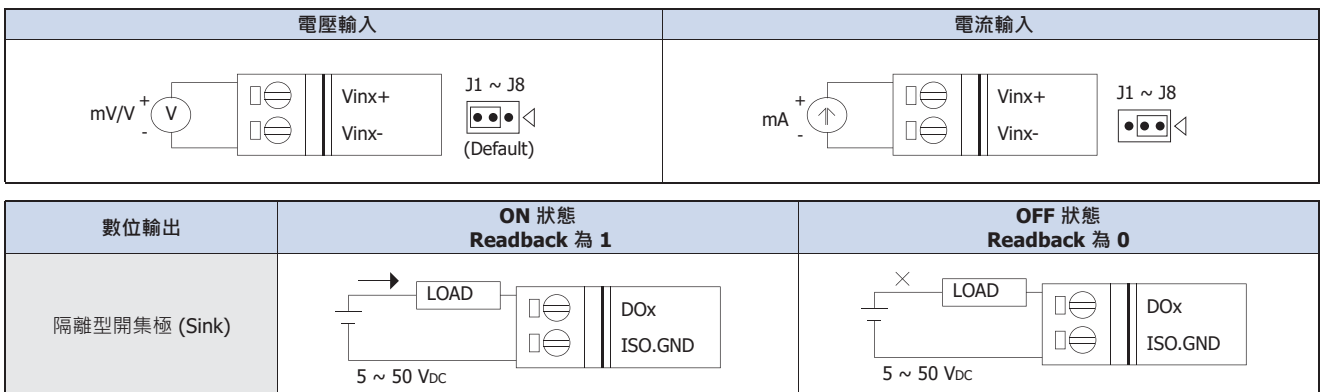 電壓輸入
電流輸入
mV/V
+
V
-
Vinx+
Vinx-
J1 ~ J8
(Default)
mA
+
-
Vinx+
Vinx-
J1 ~ J8
數位輸出
ON 狀態
Readback 為 1
OFF 狀態
Readback 為 0
隔離型開集極 (Sink)
LOAD
DOx
ISO.GND
5 ~ 50 VDC
LOAD
DOx
ISO.GND
5 ~ 50 VDC